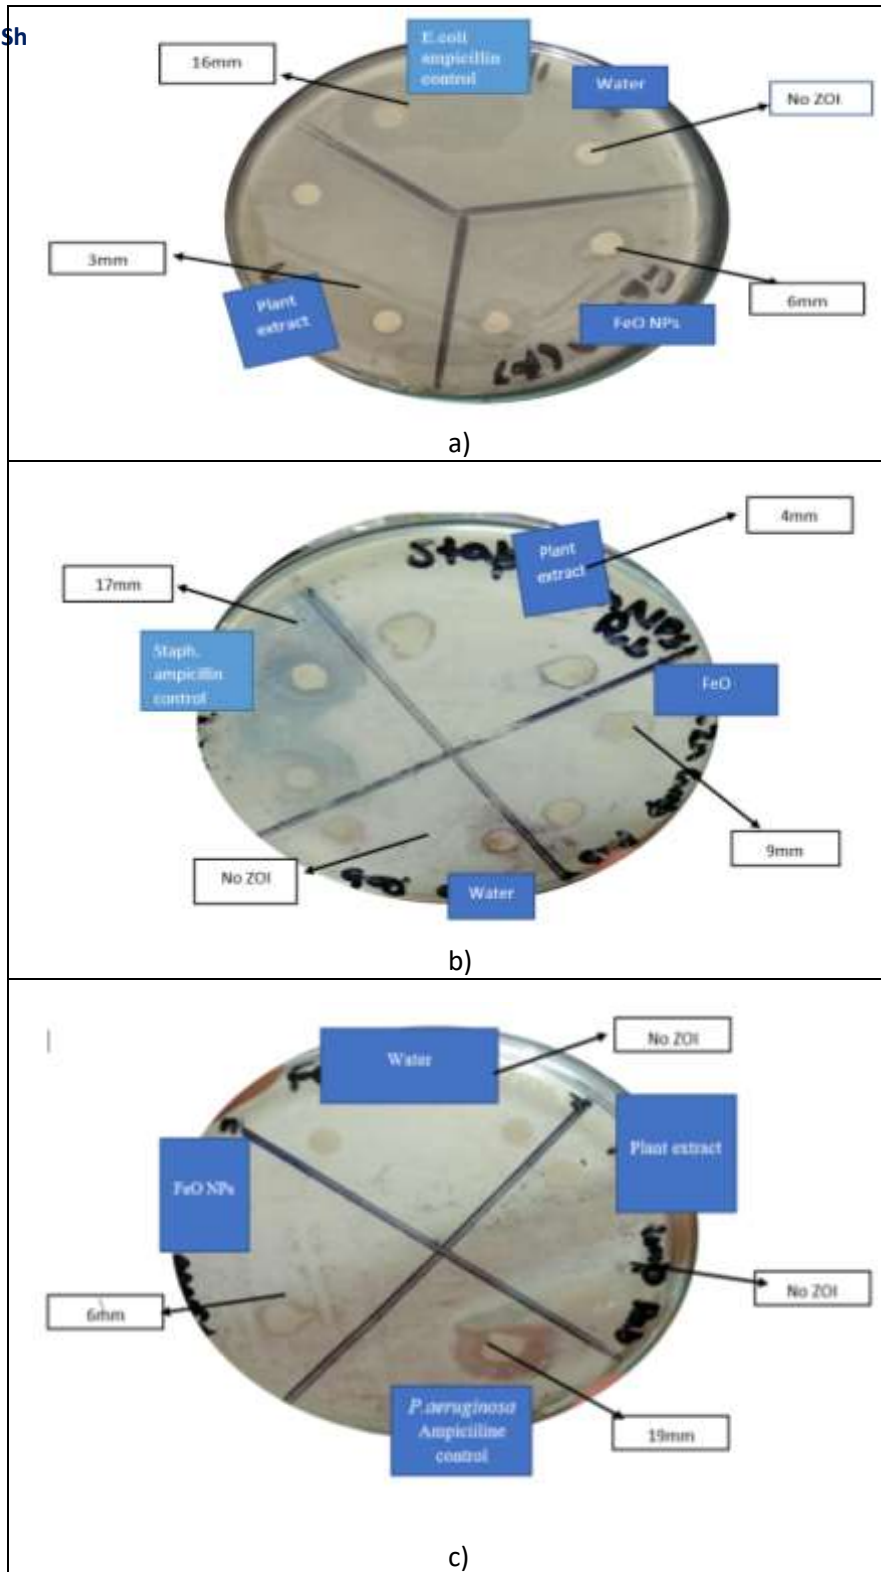 Sh
16mm
E.coli
ampicillin
control
Water
No ZOI
3mm
Plant
extract
FeO NPs
6mm
a)
Stap
Plant
extract
4mm
17mm
Staph.
ampicillin
control
FeO
9mm
No ZOI
Water
b)
Water
No ZOI
Plant extract
FeO NPs
No ZOI
6mm
P.aeruginosa
Ampiciiline
control
19mm
c)